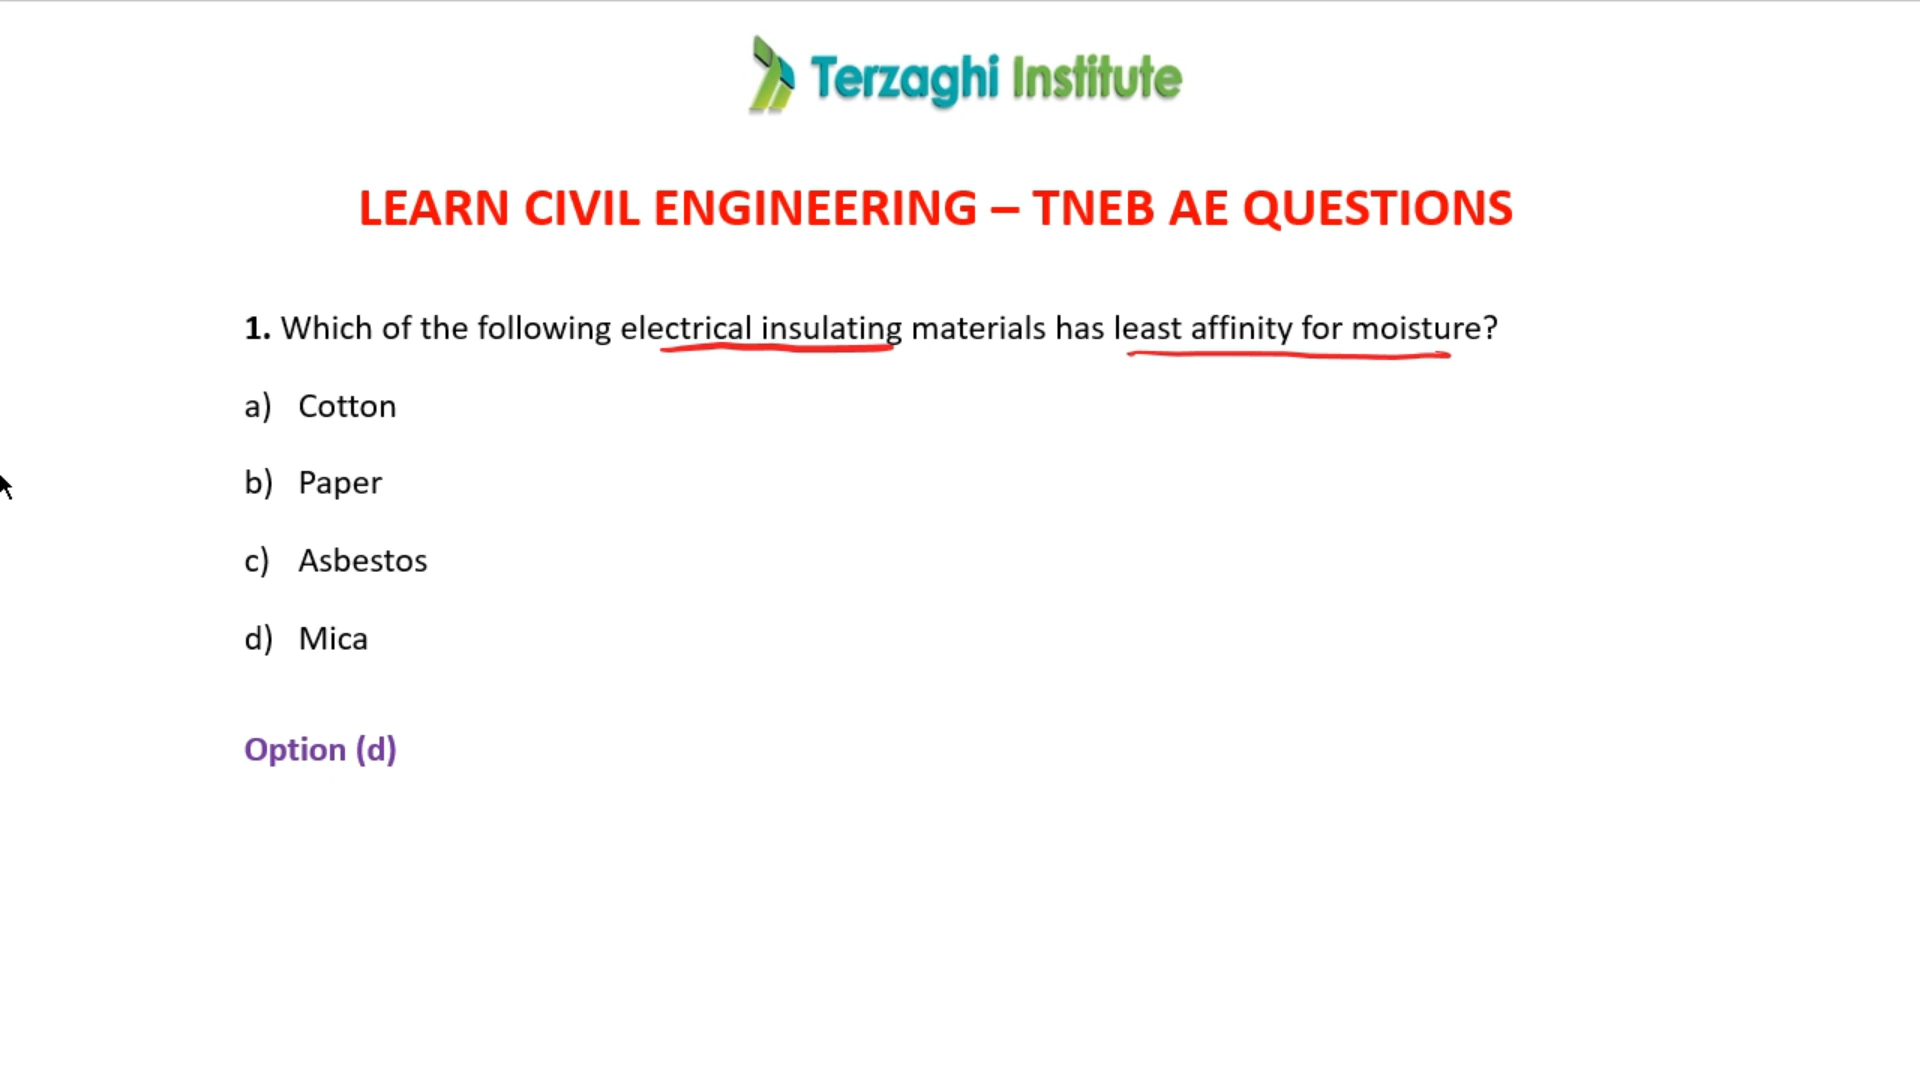 Terzaghi Institute
LEARN CIVIL ENGINEERING – TNEB AE QUESTIONS
1. Which of the following electrical insulating materials has least affinity for moisture?
a) Cotton
b) Paper
c) Asbestos
d) Mica
Option (d)